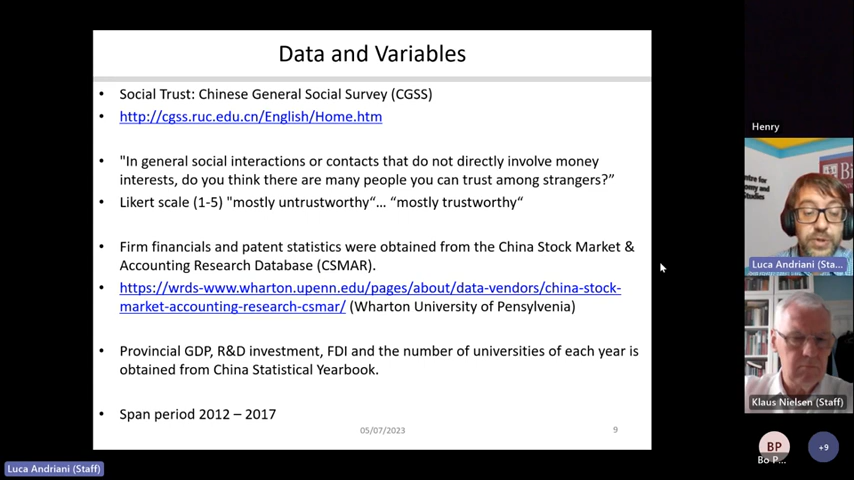 Data and Variables
• Social Trust: Chinese General Social Survey (CGSS)
• http://cgss.ruc.edu.cn/English/Home.htm
• "In general social interactions or contacts that do not directly involve money
interests, do you think there are many people you can trust among strangers?”
• Likert scale (1-5) "mostly untrustworthy“... “mostly trustworthy“
• Firm financials and patent statistics were obtained from the China Stock Market &
Accounting Research Database (CSMAR).
• https://wrds-www.wharton.upenn.edu/pages/about/data-vendors/china-stock-
market-accounting-research-csmar/ (Wharton University of Pensylvenia)
• Provincial GDP, R&D investment, FDI and the number of universities of each year is
obtained from China Statistical Yearbook.
• Span period 2012 – 2017
05/07/2023
9
Henry
Luca Andriani (Sta...
Klaus Nielsen (Staff)
BP
+9
Bo P...
Luca Andriani (Staff)